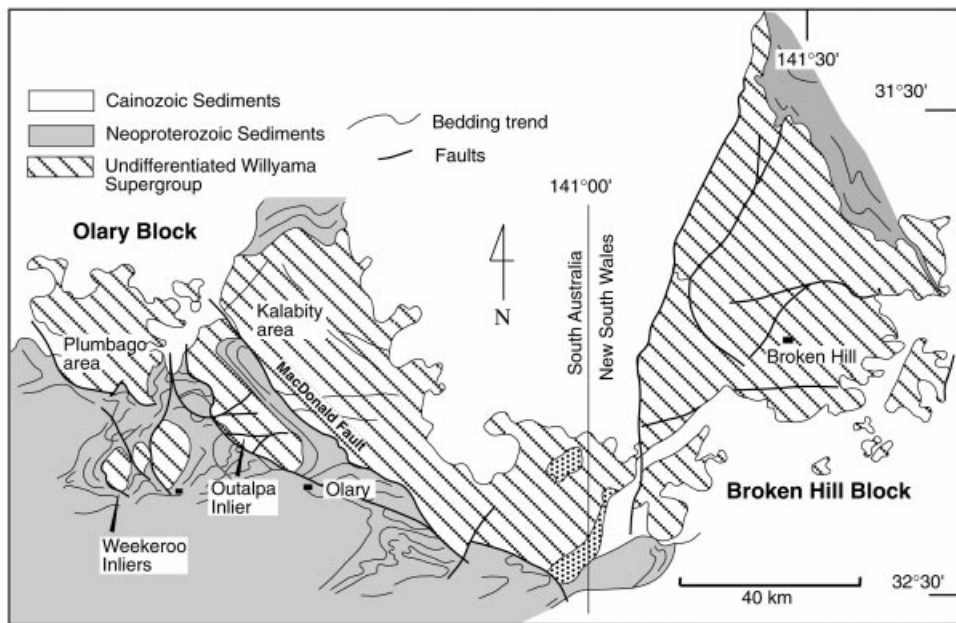 141°30'
31°30'
Cainozoic Sediments
Neoproterozoic Sediments
Undifferentiated Willyama
Supergroup
Bedding trend
Faults
141°00'
Olary Block
South Australia
New South Wales
N
Kalabity
area
Plumbago
area
MacDonald Fault
Broken Hill
Outalpa
Inlier
Olary
Broken Hill Block
Weekeroo
Inliers
32°30'
40 km